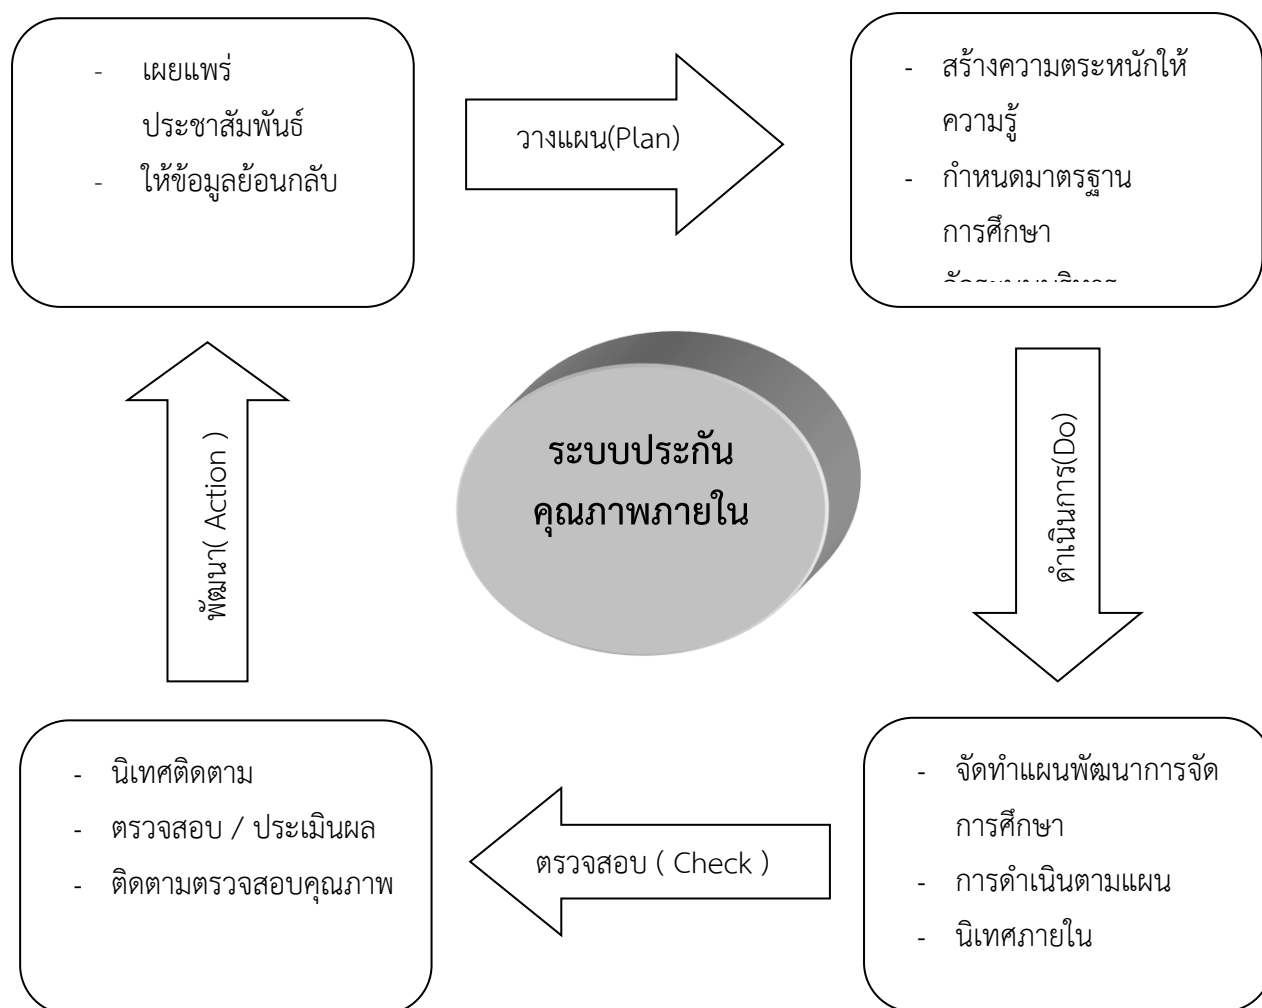 - เผยแพร่
ประชาสัมพันธ์
- ให้ข้อมูลย้อนกลับ
วางแผน(Plan)
- สร้างความตระหนักให้
ความรู้
- กำหนดมาตรฐาน
การศึกษา
ดำเนินการ(Do)
ระบบประกัน
คุณภาพภายใน
พัฒนา( Action )
- จัดทำแผนพัฒนาการจัด
การศึกษา
- การดำเนินตามแผน
- นิเทศภายใน
ตรวจสอบ ( Check )
- นิเทศติดตาม
- ตรวจสอบ / ประเมินผล
- ติดตามตรวจสอบคุณภาพ